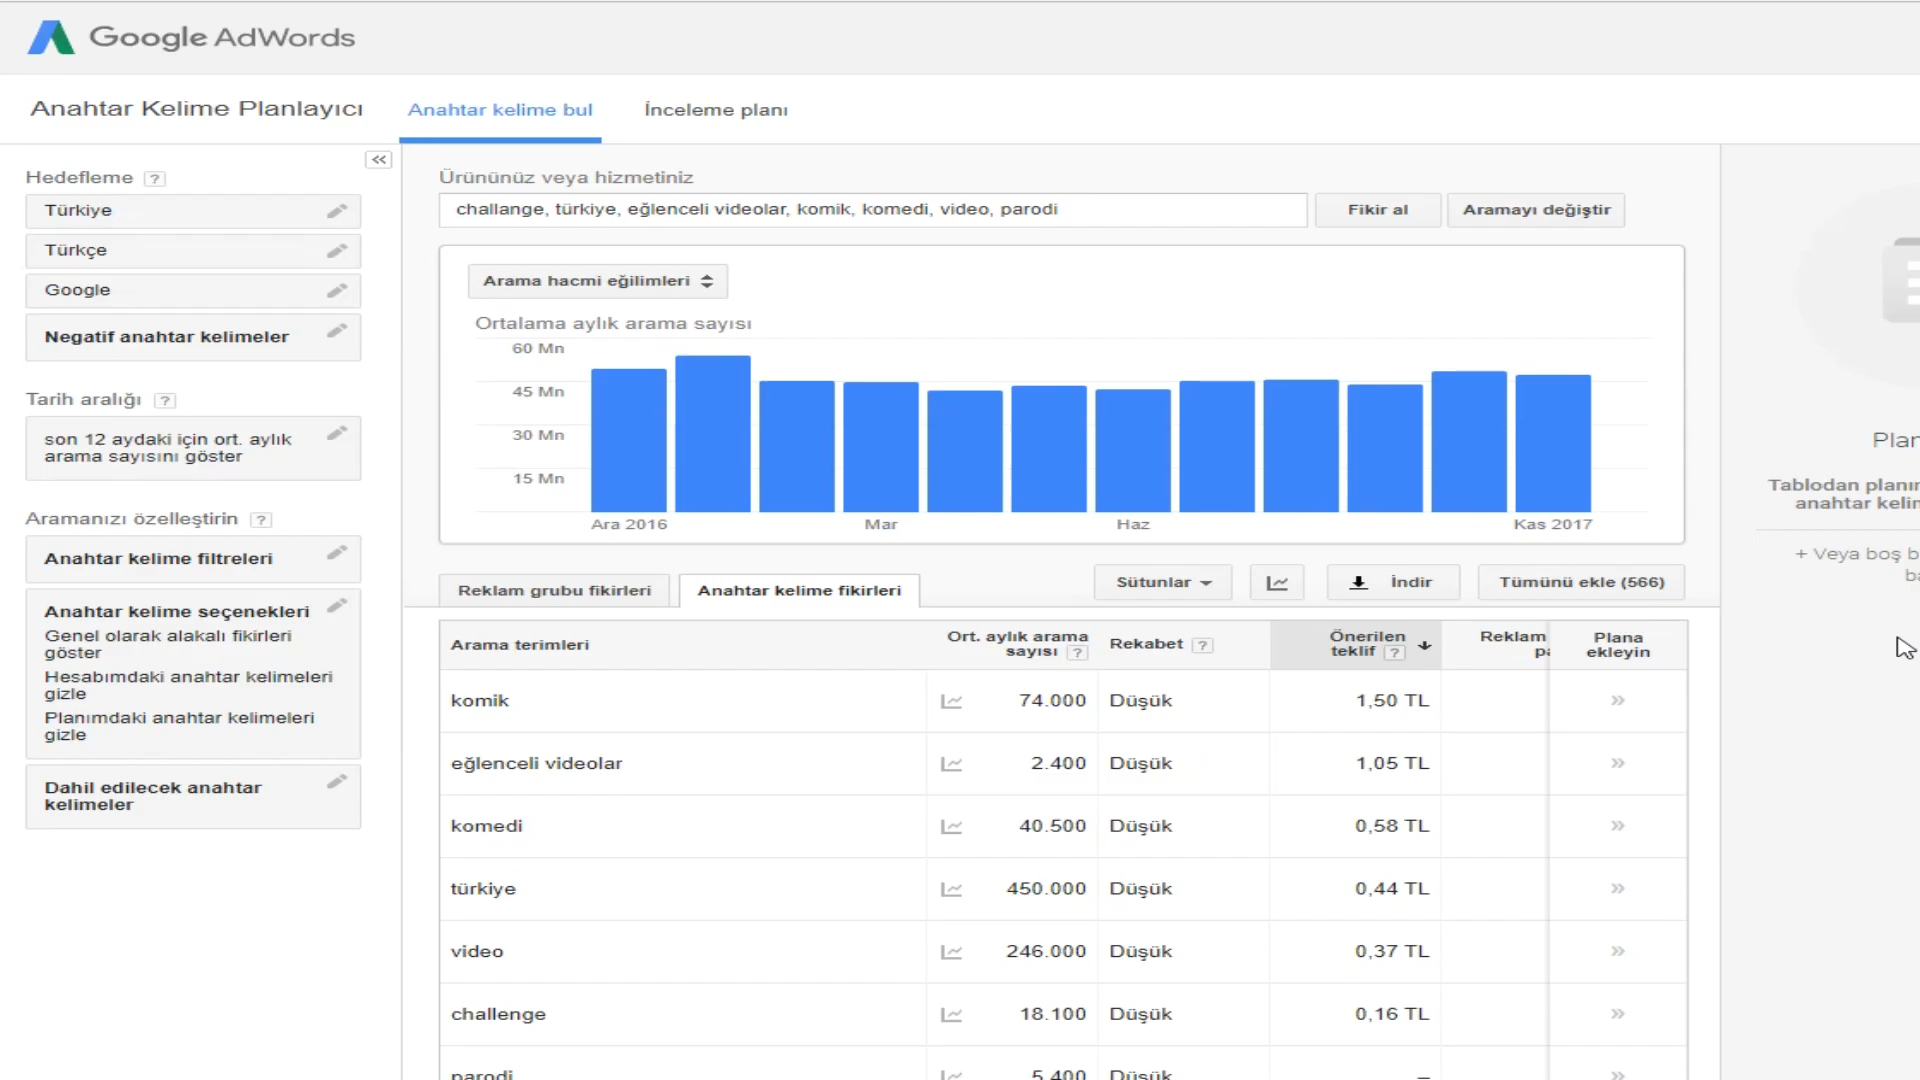 Google AdWords
Anahtar Kelime Planlayıcı
Anahtar kelime bul
İnceleme planı
Hedefleme ?
Türkiye
Türkçe
Google
Negatif anahtar kelimeler
Tarih aralığı ?
son 12 aydaki için ort. aylık
arama sayısını göster
Aramanızı özelleştirin ?
Anahtar kelime filtreleri
Anahtar kelime seçenekleri
Genel olarak alakalı fikirleri
göster
Hesabımdaki anahtar kelimeleri
gizle
Planımdaki anahtar kelimeleri
gizle
Dahil edilecek anahtar
kelimeler
Ürününüz veya hizmetiniz
challange, türkiye, eğlenceli videolar, komik, komedi, video, parodi
Fikir al
Aramayı değiştir
Arama hacmi eğilimleri
Ortalama aylık arama sayısı
60 Mn
45 Mn
30 Mn
15 Mn
Ara 2016 Mar Haz Kas 2017
Reklam grubu fikirleri
Anahtar kelime fikirleri
Sütunlar
İndir
Tümünü ekle (566)
Arama terimleri
Ort. aylık arama
sayısı ?
Rekabet ?
Önerilen
teklif ?
Reklam
pa
Plana
ekleyin
komik 74.000 Düşük 1,50 TL »
eğlenceli videolar 2.400 Düşük 1,05 TL »
komedi 40.500 Düşük 0,58 TL »
türkiye 450.000 Düşük 0,44 TL »
video 246.000 Düşük 0,37 TL »
challenge 18.100 Düşük 0,16 TL »
parodi 5.400 Düşük – »
Plan
Tablodan planın
anahtar kelin
+ Veya boş b
ba